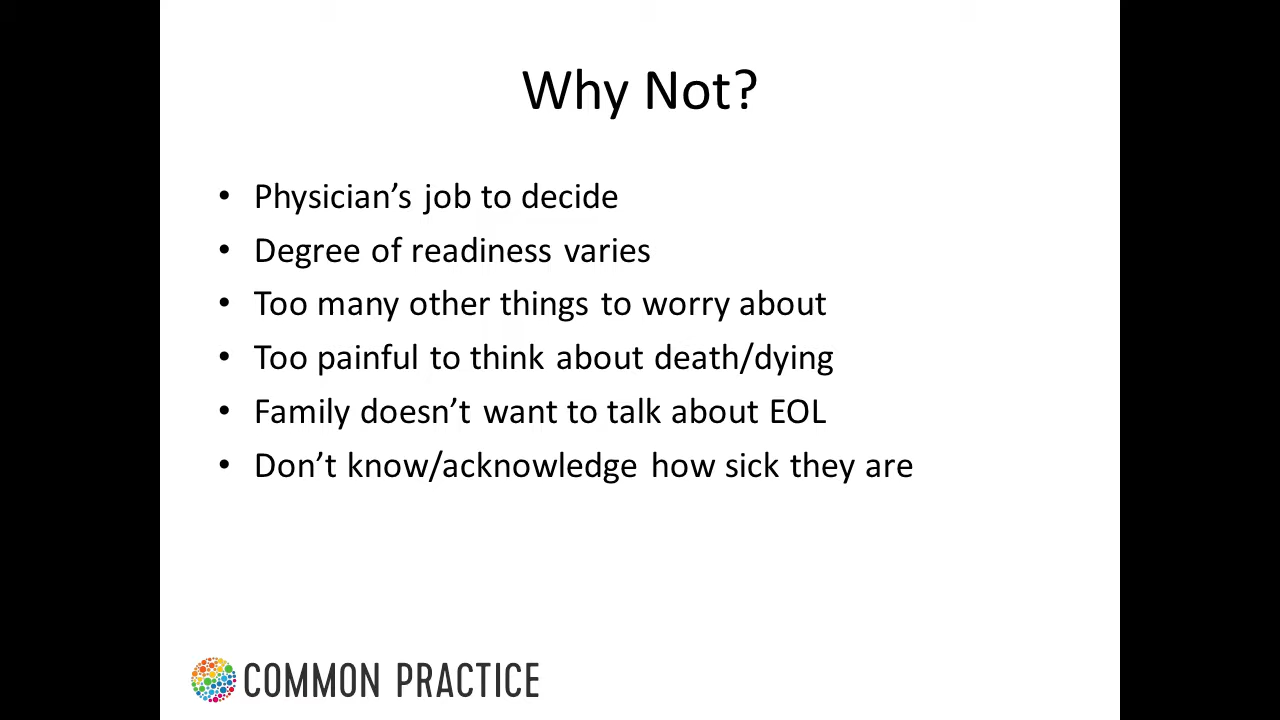 Why Not?
• Physician’s job to decide
• Degree of readiness varies
• Too many other things to worry about
• Too painful to think about death/dying
• Family doesn’t want to talk about EOL
• Don’t know/acknowledge how sick they are
COMMON PRACTICE